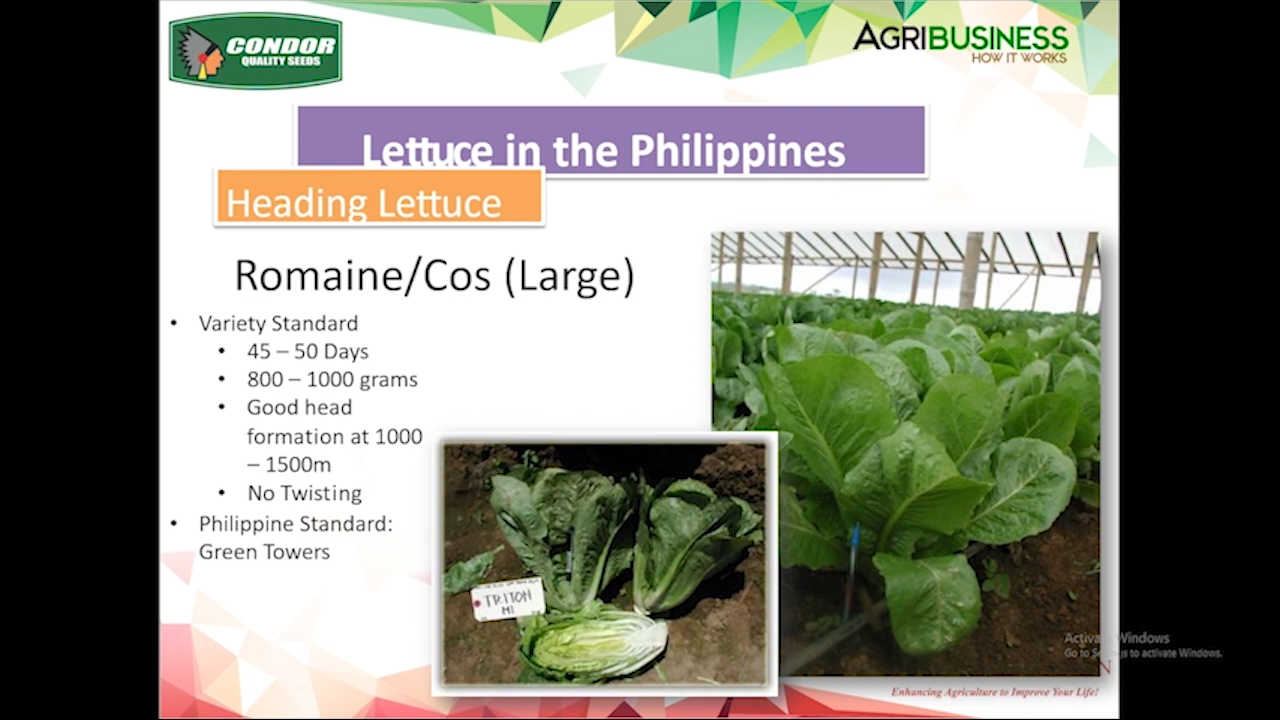 CONDOR
QUALITY SEEDS
AGRIBUSINESS
HOW IT WORKS
Lettuce in the Philippines
Heading Lettuce
Romaine/Cos (Large)
• Variety Standard
• 45 – 50 Days
• 800 – 1000 grams
• Good head
formation at 1000
– 1500m
• No Twisting
• Philippine Standard:
Green Towers
TRITON
M1
Activate Windows
Go to Settings to activate Windows.
N
Enhancing Agriculture to Improve Your Life!